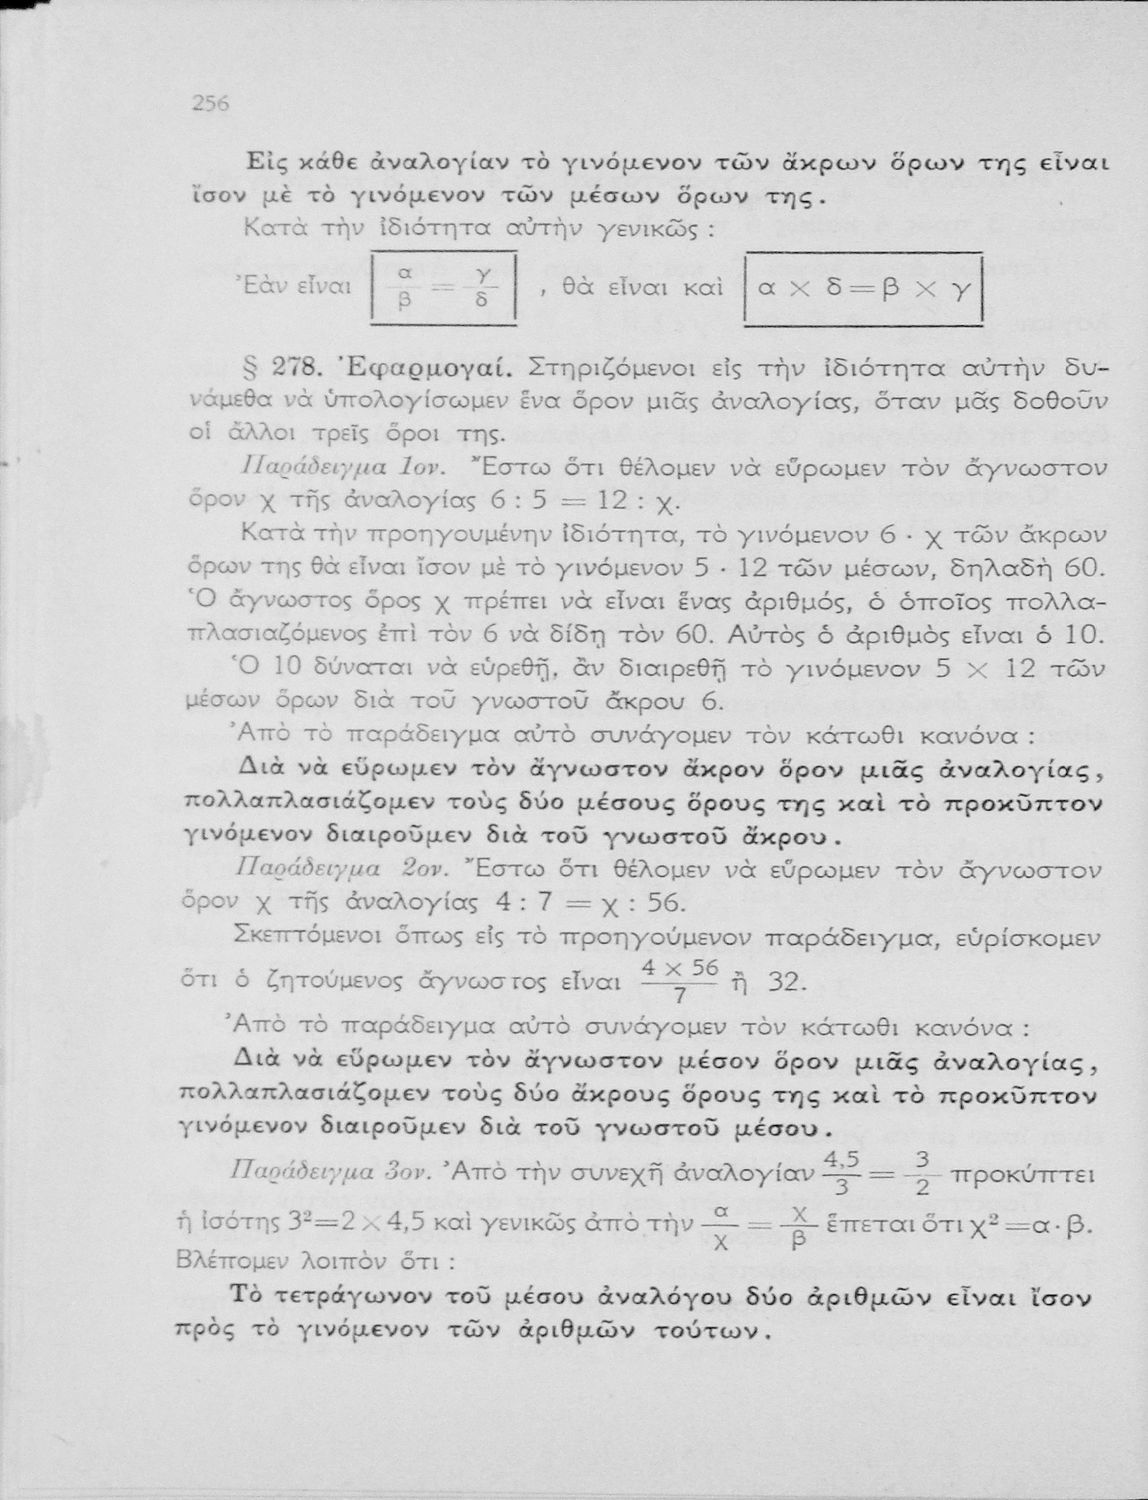 256
Εἰς κάθε ἀναλογίαν τὸ γινόμενον τῶν ἄκρων ὅρων της εἶναι
ἴσον μὲ τὸ γινόμενον τῶν μέσων ὅρων της.
Κατὰ τὴν ἰδιότητα αὐτὴν γενικῶς :
Ἐὰν εἶναι α/β = γ/δ , θὰ εἶναι καὶ α × δ = β × γ
§ 278. Ἐφαρμογαί. Στηριζόμενοι εἰς τὴν ἰδιότητα αὐτὴν δυ-
νάμεθα νὰ ὑπολογίσωμεν ἕνα ὅρον μιᾶς ἀναλογίας, ὅταν μᾶς δοθοῦν
οἱ ἄλλοι τρεῖς ὅροι της.
Παράδειγμα 1ον. Ἔστω ὅτι θέλομεν νὰ εὕρωμεν τὸν ἄγνωστον
ὅρον χ τῆς ἀναλογίας 6 : 5 = 12 : χ.
Κατὰ τὴν προηγουμένην ἰδιότητα, τὸ γινόμενον 6 · χ τῶν ἄκρων
ὅρων της θὰ εἶναι ἴσον μὲ τὸ γινόμενον 5 · 12 τῶν μέσων, δηλαδὴ 60.
Ὁ ἄγνωστος ὅρος χ πρέπει νὰ εἶναι ἕνας ἀριθμός, ὁ ὁποῖος πολλα-
πλασιαζόμενος ἐπὶ τὸν 6 νὰ δίδῃ τὸν 60. Αὐτὸς ὁ ἀριθμὸς εἶναι ὁ 10.
Ὁ 10 δύναται νὰ εὑρεθῇ, ἂν διαιρεθῇ τὸ γινόμενον 5 × 12 τῶν
μέσων ὅρων διὰ τοῦ γνωστοῦ ἄκρου 6.
Ἀπὸ τὸ παράδειγμα αὐτὸ συνάγομεν τὸν κάτωθι κανόνα :
Διὰ νὰ εὕρωμεν τὸν ἄγνωστον ἄκρον ὅρον μιᾶς ἀναλογίας,
πολλαπλασιάζομεν τοὺς δύο μέσους ὅρους της καὶ τὸ προκῦπτον
γινόμενον διαιροῦμεν διὰ τοῦ γνωστοῦ ἄκρου.
Παράδειγμα 2ον. Ἔστω ὅτι θέλομεν νὰ εὕρωμεν τὸν ἄγνωστον
ὅρον χ τῆς ἀναλογίας 4 : 7 = χ : 56.
Σκεπτόμενοι ὅπως εἰς τὸ προηγούμενον παράδειγμα, εὑρίσκομεν
ὅτι ὁ ζητούμενος ἄγνωστος εἶναι 4 × 56/7 ἢ 32.
Ἀπὸ τὸ παράδειγμα αὐτὸ συνάγομεν τὸν κάτωθι κανόνα :
Διὰ νὰ εὕρωμεν τὸν ἄγνωστον μέσον ὅρον μιᾶς ἀναλογίας,
πολλαπλασιάζομεν τοὺς δύο ἄκρους ὅρους της καὶ τὸ προκῦπτον
γινόμενον διαιροῦμεν διὰ τοῦ γνωστοῦ μέσου.
Παράδειγμα 3ον. Ἀπὸ τὴν συνεχῆ ἀναλογίαν 4,5/3 = 3/2 προκύπτει
ἡ ἰσότης 3²=2 × 4,5 καὶ γενικῶς ἀπὸ τὴν α/χ = χ/β ἕπεται ὅτι χ²=α·β.
Βλέπομεν λοιπὸν ὅτι :
Τὸ τετράγωνον τοῦ μέσου ἀναλόγου δύο ἀριθμῶν εἶναι ἴσον
πρὸς τὸ γινόμενον τῶν ἀριθμῶν τούτων.